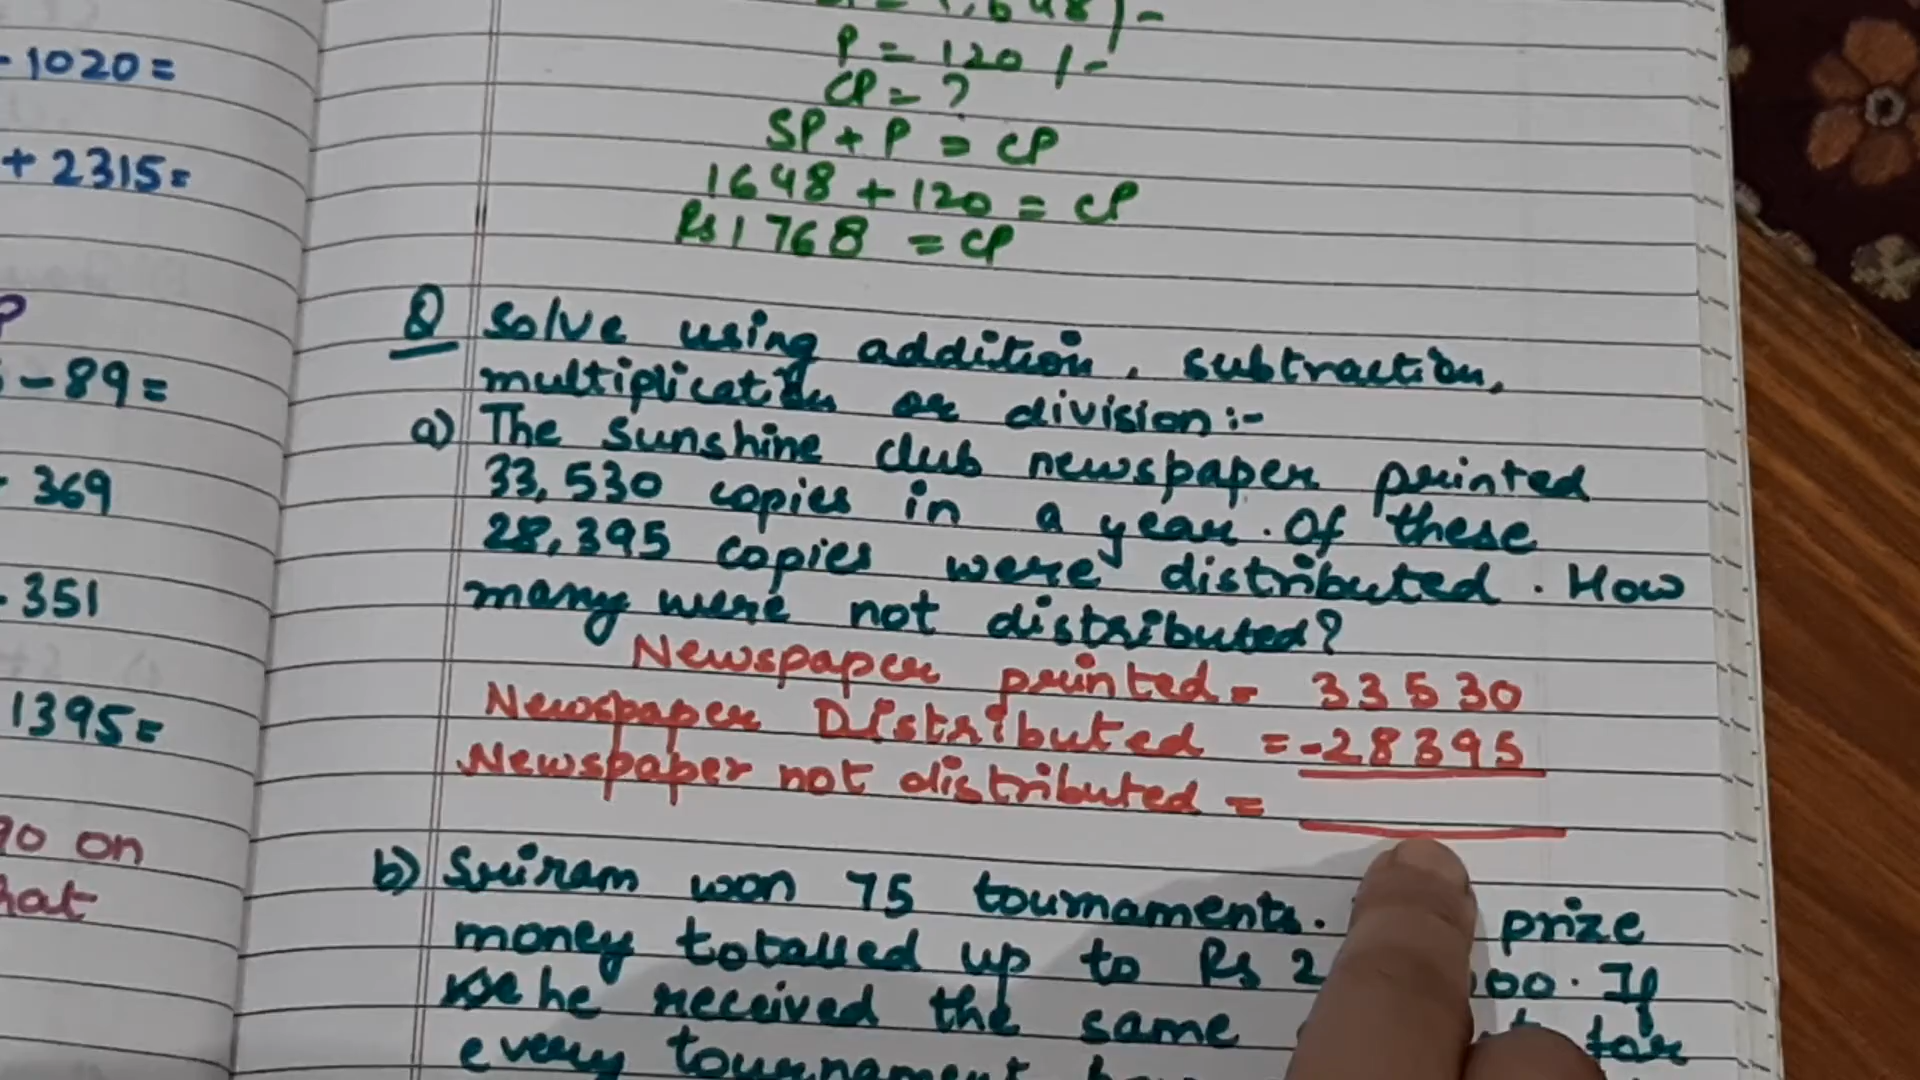 - 1020 =
+ 2315 =
- 89 =
369
- 351
1395 =
90 on
hat
P = 120 /-
CP = ?
SP + P = CP
1648 + 120 = CP
Rs 1768 = CP
Q Solve using addition, subtraction,
multiplication or division:-
a) The Sunshine club newspaper printed
33,530 copies in a year. Of these
28,395 copies were distributed. How
many were not distributed?
Newspaper printed = 33530
Newspaper Distributed = -28395
Newspaper not distributed =
b) Sriram won 75 tournaments. prize
money totalled up to Rs 2 00. If
he received the same for
every tournament